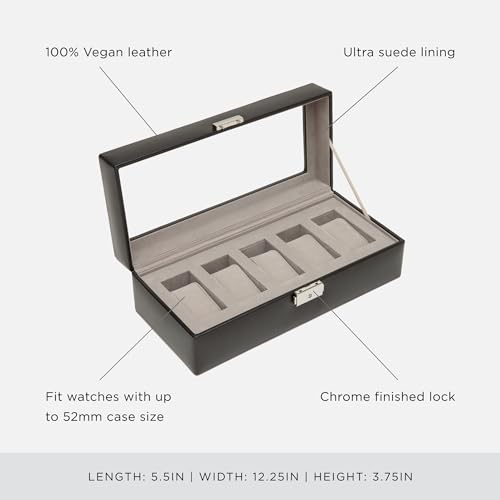 100% Vegan leather
Ultra suede lining
Fit watches with up
to 52mm case size
Chrome finished lock
LENGTH: 5.5IN | WIDTH: 12.25IN | HEIGHT: 3.75IN